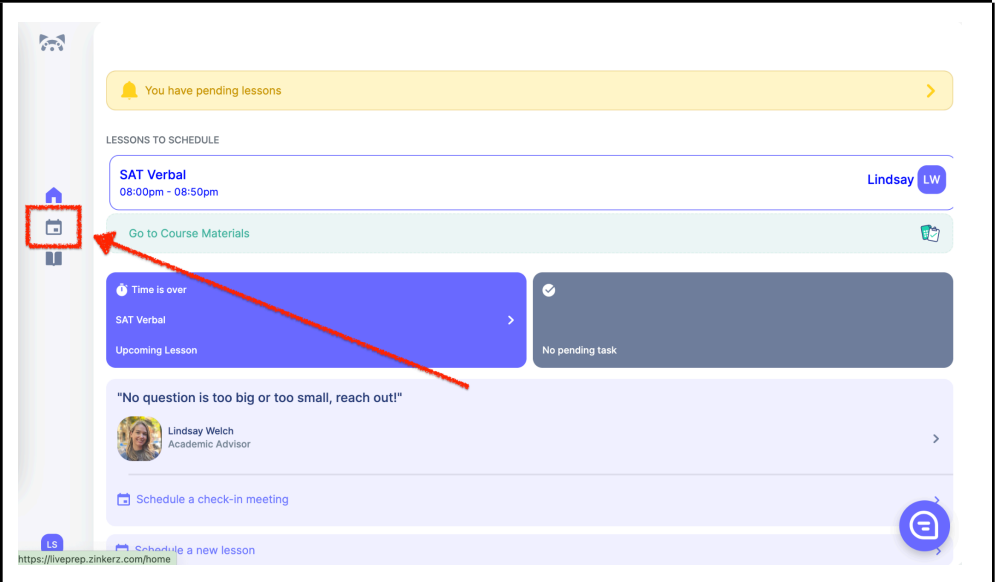 You have pending lessons
LESSONS TO SCHEDULE
SAT Verbal
08:00pm - 08:50pm
Lindsay LW
Go to Course Materials
Time is over
SAT Verbal
Upcoming Lesson
No pending task
"No question is too big or too small, reach out!"
Lindsay Welch
Academic Advisor
Schedule a check-in meeting
Schedule a new lesson
LS
https://liveprep.zinkerz.com/home